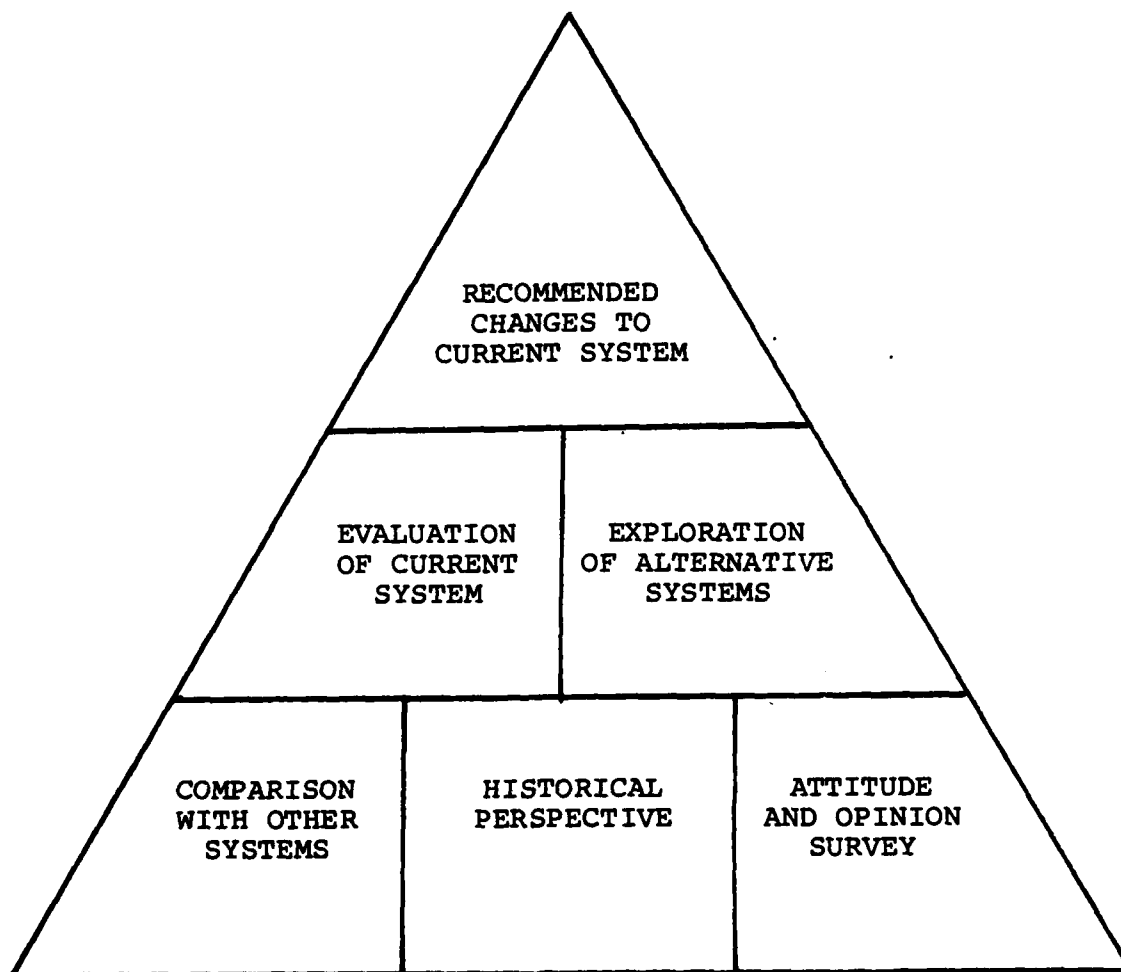 RECOMMENDED
CHANGES TO
CURRENT SYSTEM
EVALUATION
OF CURRENT
SYSTEM
EXPLORATION
OF ALTERNATIVE
SYSTEMS
COMPARISON
WITH OTHER
SYSTEMS
HISTORICAL
PERSPECTIVE
ATTITUDE
AND OPINION
SURVEY